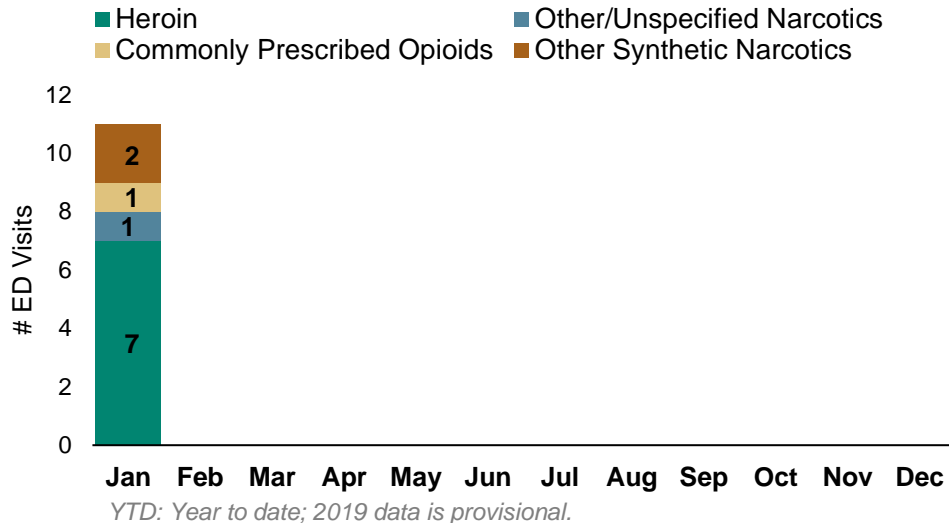 Heroin Other/Unspecified Narcotics
Commonly Prescribed Opioids Other Synthetic Narcotics
12
10
8
6
4
2
0
# ED Visits
2
1
1
7
Jan Feb Mar Apr May Jun Jul Aug Sep Oct Nov Dec
YTD: Year to date; 2019 data is provisional.